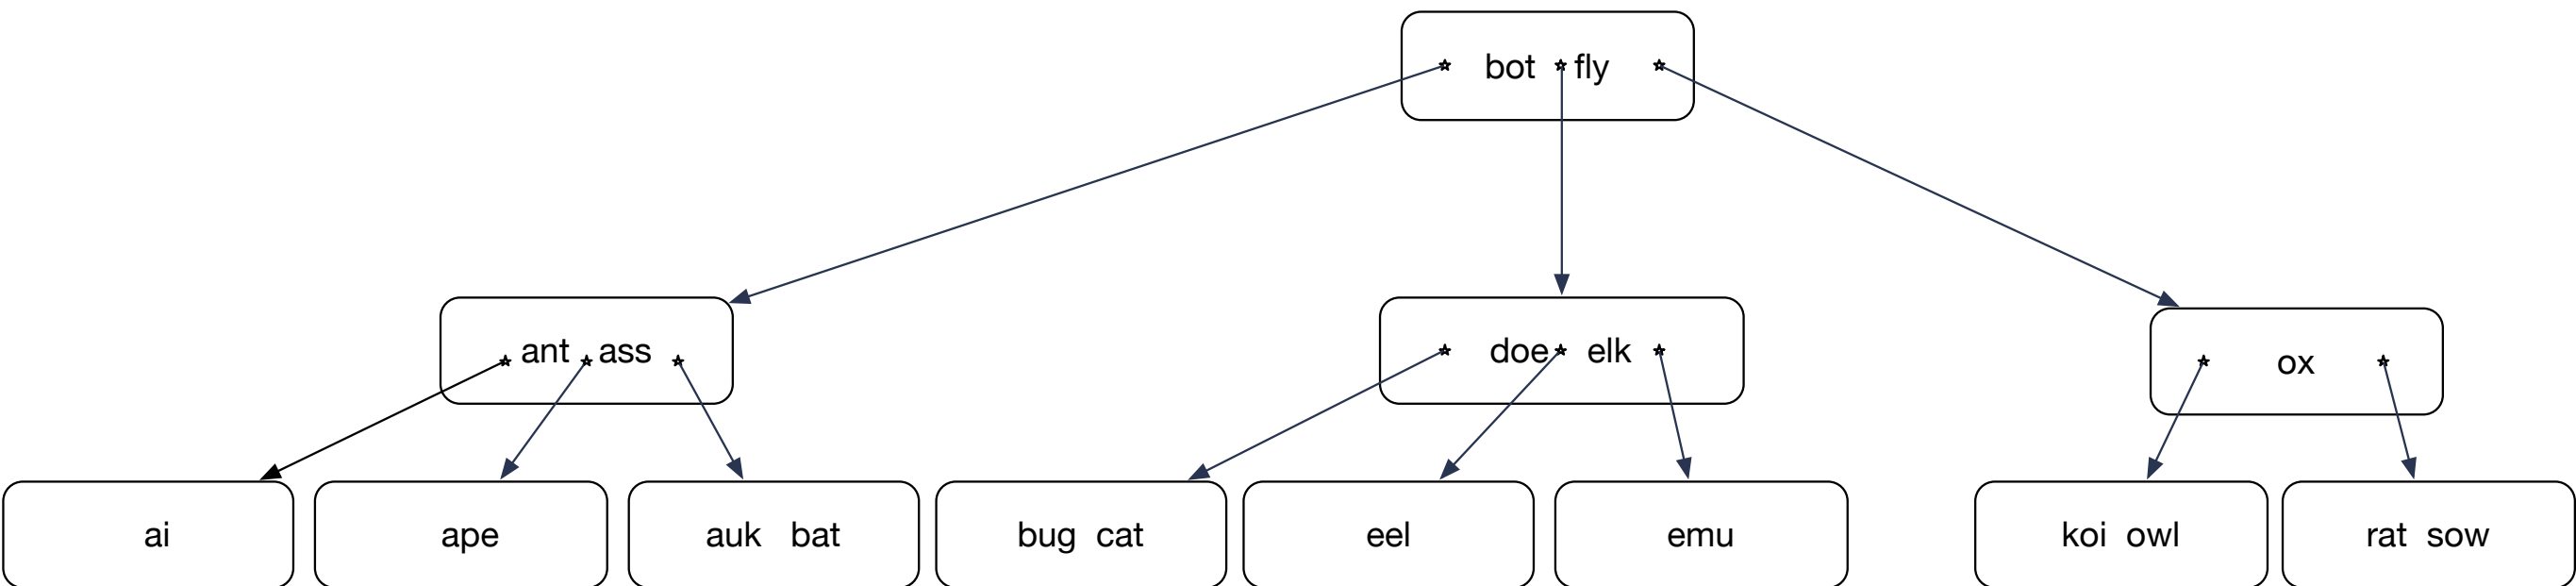 bot fly
ant ass
doe elk
ox
ai
ape
auk bat
bug cat
eel
emu
koi owl
rat sow